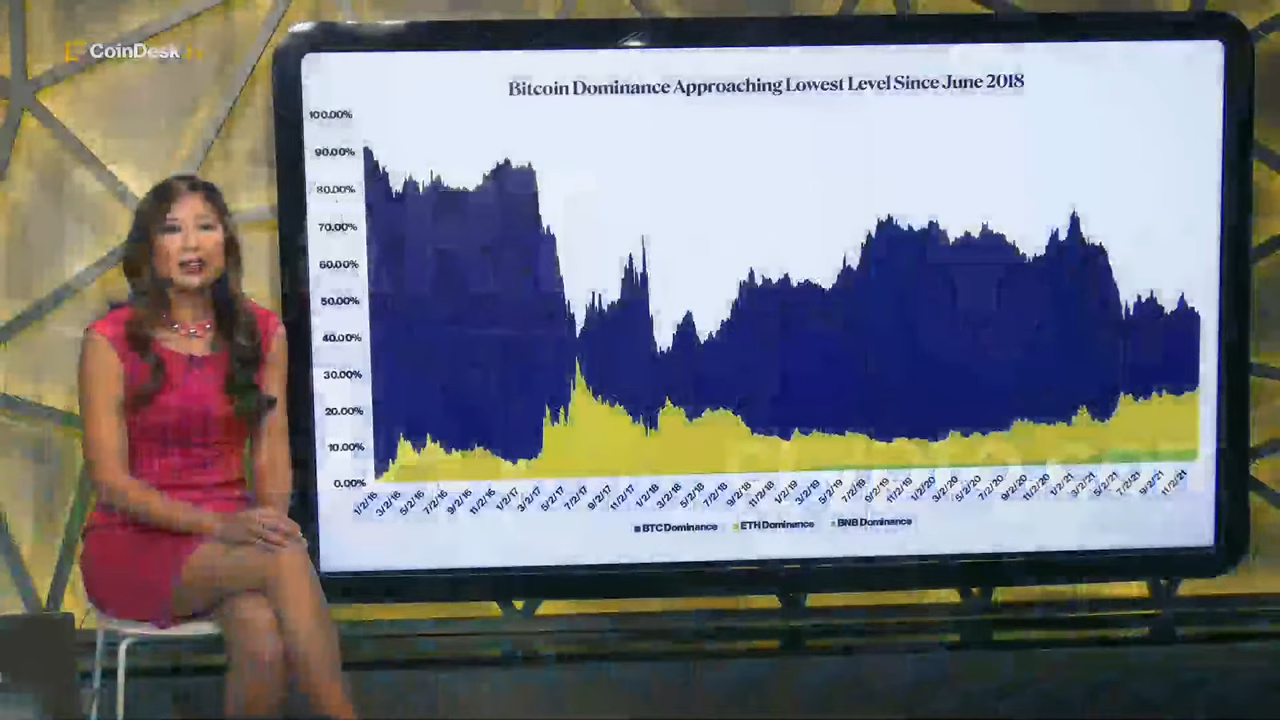 CoinDesk
Bitcoin Dominance Approaching Lowest Level Since June 2018
100.00%
90.00%
80.00%
70.00%
60.00%
50.00%
40.00%
30.00%
20.00%
10.00%
0.00%
1/2/16 3/2/16 5/2/16 7/2/16 9/2/16 11/2/16 1/2/17 3/2/17 5/2/17 7/2/17 9/2/17 11/2/17 1/2/18 3/2/18 5/2/18 7/2/18 9/2/18 11/2/18 1/2/19 3/2/19 5/2/19 7/2/19 9/2/19 11/2/19 1/2/20 3/2/20 5/2/20 7/2/20 9/2/20 11/2/20 1/2/21 3/2/21 5/2/21 7/2/21 9/2/21 11/2/21
BTC Dominance ETH Dominance BNB Dominance